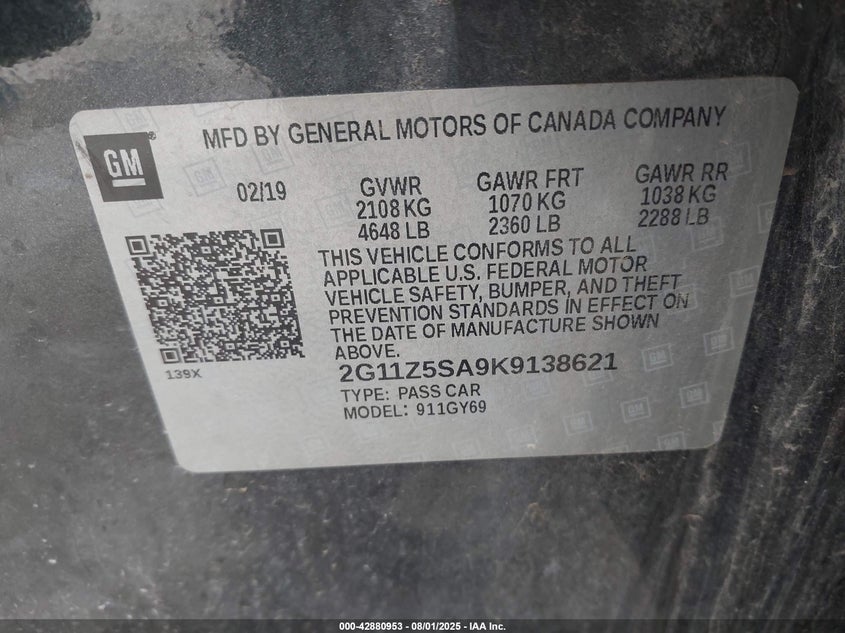 MFD BY GENERAL MOTORS OF CANADA COMPANY
GM
®
02/19
GVWR
2108 KG
4648 LB
GAWR FRT
1070 KG
2360 LB
GAWR RR
1038 KG
2288 LB
THIS VEHICLE CONFORMS TO ALL
APPLICABLE U.S. FEDERAL MOTOR
VEHICLE SAFETY, BUMPER, AND THEFT
PREVENTION STANDARDS IN EFFECT ON
THE DATE OF MANUFACTURE SHOWN
ABOVE.
139X
2G11Z5SA9K9138621
TYPE: PASS CAR
MODEL: 911GY69
000-42880953 - 08/01/2025 - IAA Inc.